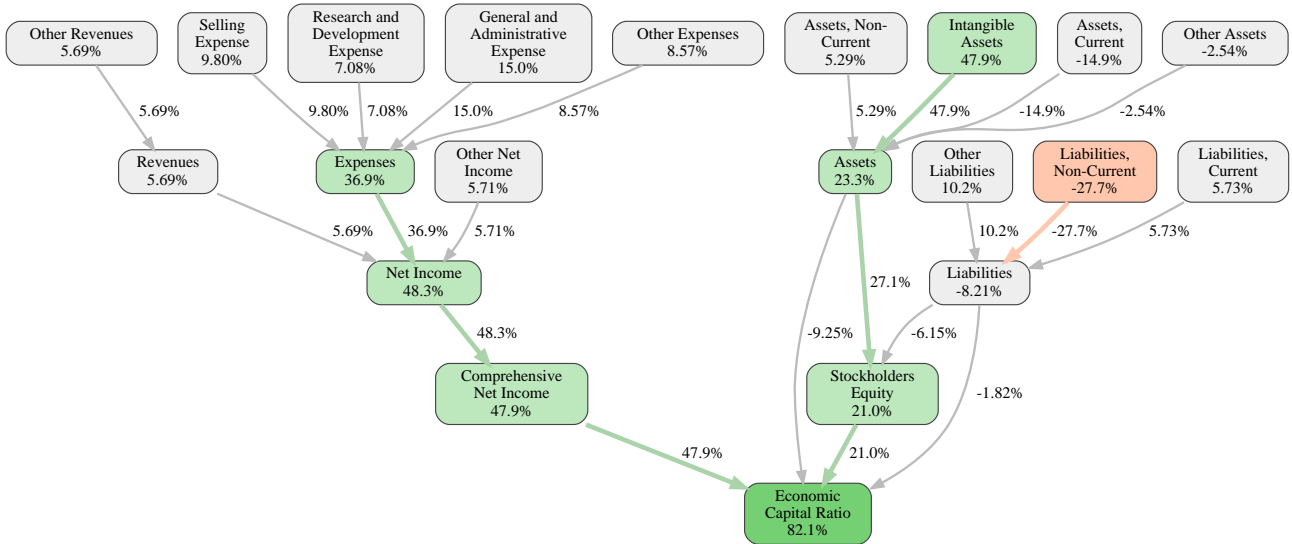 Other Revenues
5.69%
Selling
Expense
9.80%
Research and
Development
Expense
7.08%
General and
Administrative
Expense
15.0%
Other Expenses
8.57%
Assets, Non-
Current
5.29%
Intangible
Assets
47.9%
Assets,
Current
-14.9%
Other Assets
-2.54%
5.69%
9.80%
7.08%
15.0%
8.57%
5.29%
47.9%
-14.9%
-2.54%
Revenues
5.69%
Expenses
36.9%
Other Net
Income
5.71%
Assets
23.3%
Other
Liabilities
10.2%
Liabilities,
Non-Current
-27.7%
Liabilities,
Current
5.73%
5.69%
36.9%
5.71%
10.2%
-27.7%
5.73%
Net Income
48.3%
27.1%
Liabilities
-8.21%
48.3%
-9.25%
-6.15%
Comprehensive
Net Income
47.9%
Stockholders
Equity
21.0%
-1.82%
47.9%
21.0%
Economic
Capital Ratio
82.1%